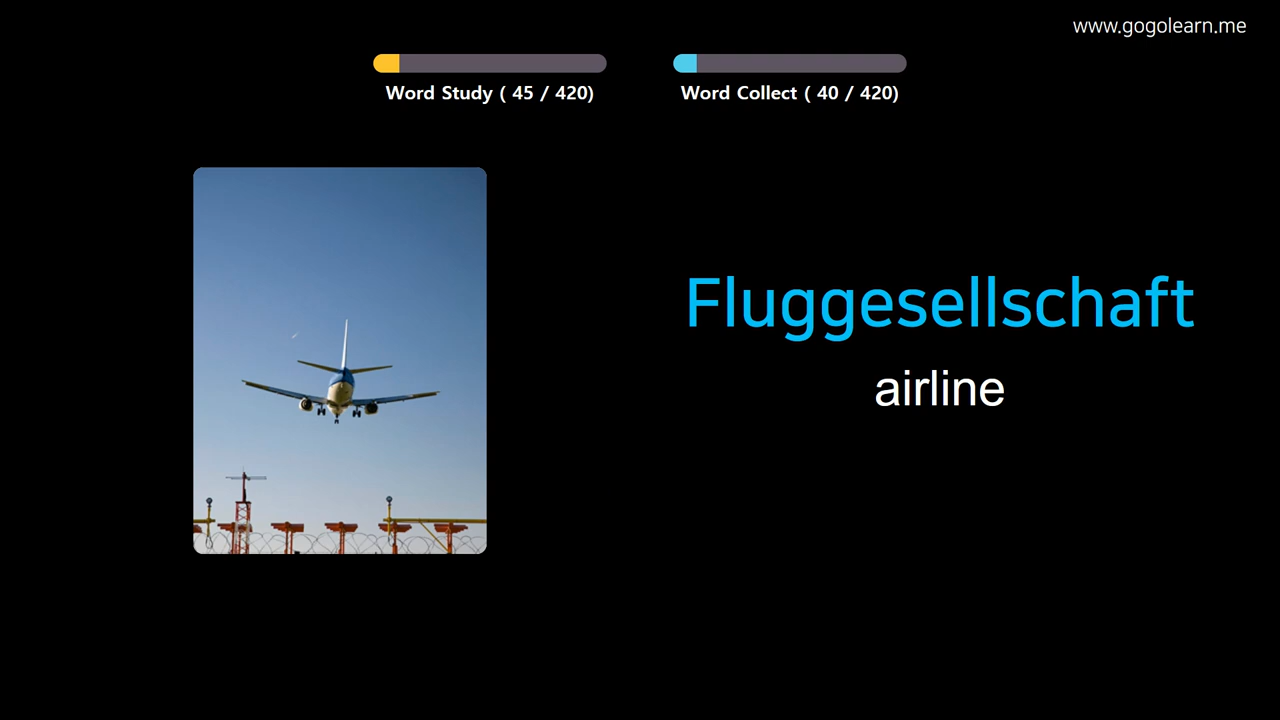 www.gogolearn.me
Word Study ( 45 / 420)
Word Collect ( 40 / 420)
Fluggesellschaft
airline